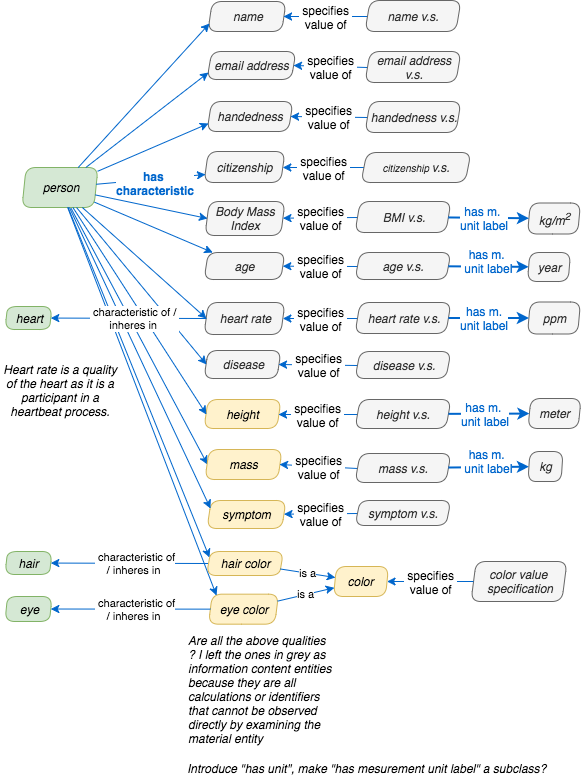 name
specifies
value of
name v.s.
email address
specifies
value of
email address
v.s.
handedness
specifies
value of
handedness v.s.
person
has
characteristic
citizenship
specifies
value of
citizenship v.s.
Body Mass
Index
specifies
value of
BMI v.s.
has m.
unit label
kg/m2
age
specifies
value of
age v.s.
has m.
unit label
year
heart
characteristic of /
inheres in
heart rate
specifies
value of
heart rate v.s.
has m.
unit label
ppm
Heart rate is a quality
of the heart as it is a
participant in a
heartbeat process.
disease
specifies
value of
disease v.s.
height
specifies
value of
height v.s.
has m.
unit label
meter
mass
specifies
value of
mass v.s.
has m.
unit label
kg
symptom
specifies
value of
symptom v.s.
hair
characteristic of
/ inheres in
hair color
is a
color
specifies
value of
color value
specification
eye
characteristic of
/ inheres in
eye color
is a
Are all the above qualities
? I left the ones in grey as
information content entities
because they are all
calculations or identifiers
that cannot be observed
directly by examining the
material entity
Introduce "has unit", make "has mesurement unit label" a subclass?